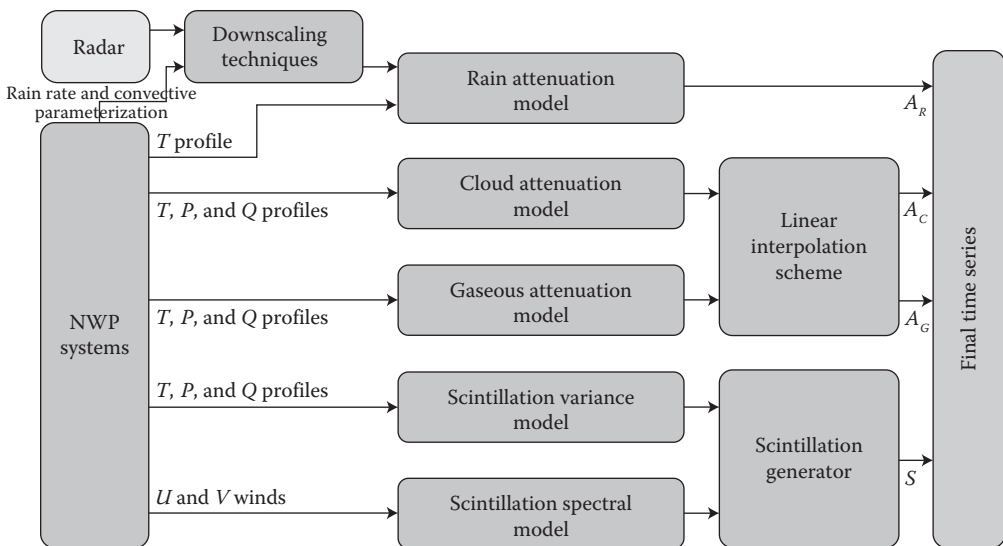 Radar
Downscaling
techniques
Rain attenuation
model
A_R
Rain rate and convective
parameterization
T profile
Cloud attenuation
model
T, P, and Q profiles
Linear
interpolation
scheme
A_C
Gaseous attenuation
model
T, P, and Q profiles
A_G
NWP
systems
Final time series
T, P, and Q profiles
Scintillation variance
model
Scintillation
generator
S
U and V winds
Scintillation spectral
model